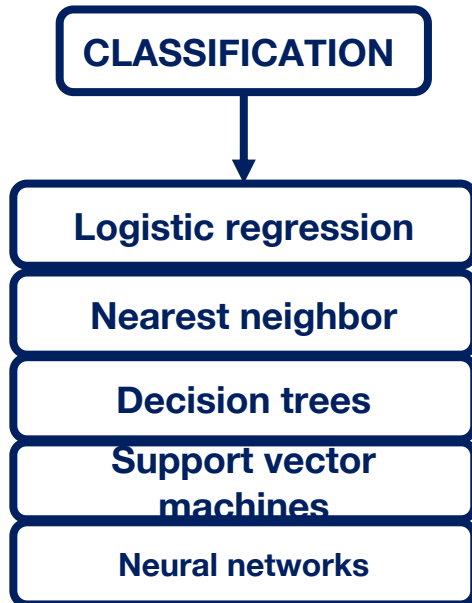 CLASSIFICATION
Logistic regression
Nearest neighbor
Decision trees
Support vector
machines
Neural networks